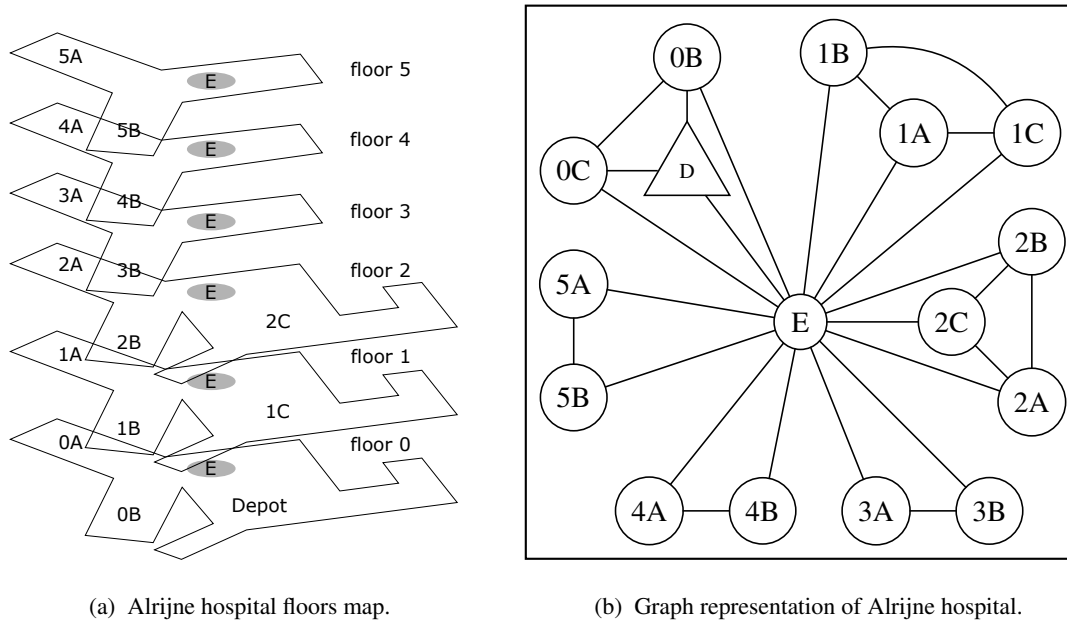 5A
E
floor 5
4A
5B
E
floor 4
3A
4B
E
floor 3
2A
3B
E
floor 2
2C
2B
1A
floor 1
E
1C
1B
0A
floor 0
E
Depot
0B
0B
1B
1A
1C
0C
D
2B
5A
E
2C
5B
2A
4A
4B
3A
3B
(a) Alrijne hospital floors map.
(b) Graph representation of Alrijne hospital.